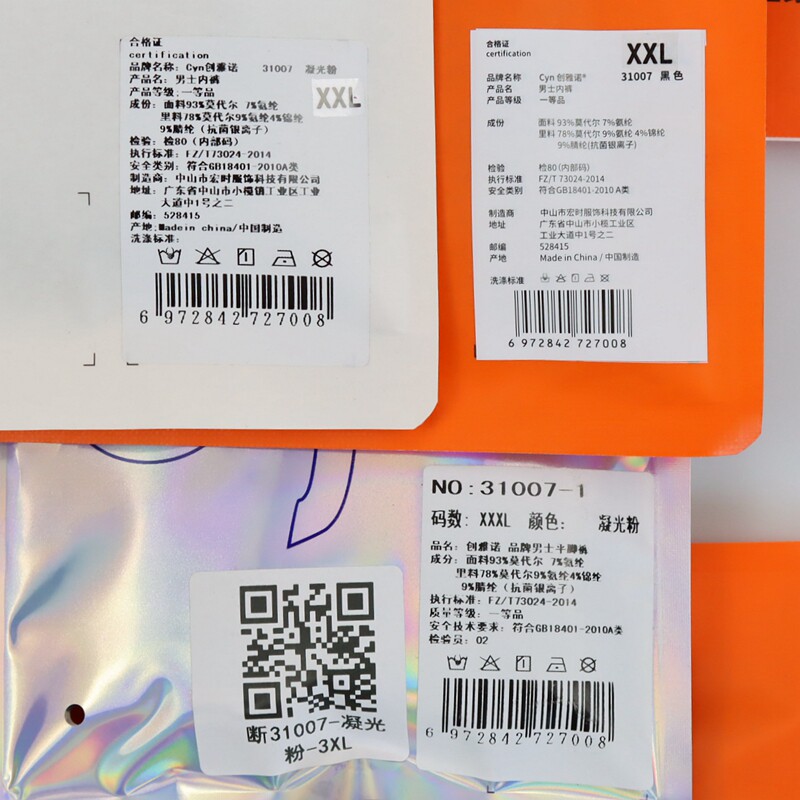 合格证
certification
品牌名称: Cyn创雅诺 31007 凝光粉
产品名: 男士内裤
XXL
产品等级:一等品
成份: 面料93%莫代尔 7%氨纶
里料78%莫代尔9%氨纶4%锦纶
9%腈纶(抗菌银离子)
检验: 检80(内部码)
执行标准: FZ/T73024-2014
安全类别: 符合GB18401-2010A类
制造商: 中山市宏时服饰科技有限公司
地址: 广东省中山市小榄镇工业区工业
大道中1号之二
邮编: 528415
产地:Madein china/中国制造
洗涤标准:
6 972842 727008
合格证
certification
XXL
31007 黑色
品牌名称 Cyn 创雅诺®
产品名 男士内裤
产品等级 一等品
成份 面料 93%莫代尔 7%氨纶
里料 78%莫代尔 9%氨纶 4%锦纶
9%腈纶(抗菌银离子)
检验 检80(内部码)
执行标准 FZ/T 73024-2014
安全类别 符合GB18401-2010 A类
制造商 中山市宏时服饰科技有限公司
地址 广东省中山市小榄工业区
工业大道中1号之二
邮编 528415
产地 Made in China / 中国制造
洗涤标准
6 972842 727008
NO:31007-1
码数: XXXL 颜色: 凝光粉
品名: 创雅诺 品牌男士半脚裤
成分: 面料93%莫代尔 7%氨纶
里料78%莫代尔9%氨纶4%锦纶
9%腈纶(抗菌银离子)
执行标准: FZ/T73024-2014
质量等级: 一等品
安全技术要求: 符合GB18401-2010A类
检验员: 02
6 972842 727008
断31007-凝光
粉-3XL